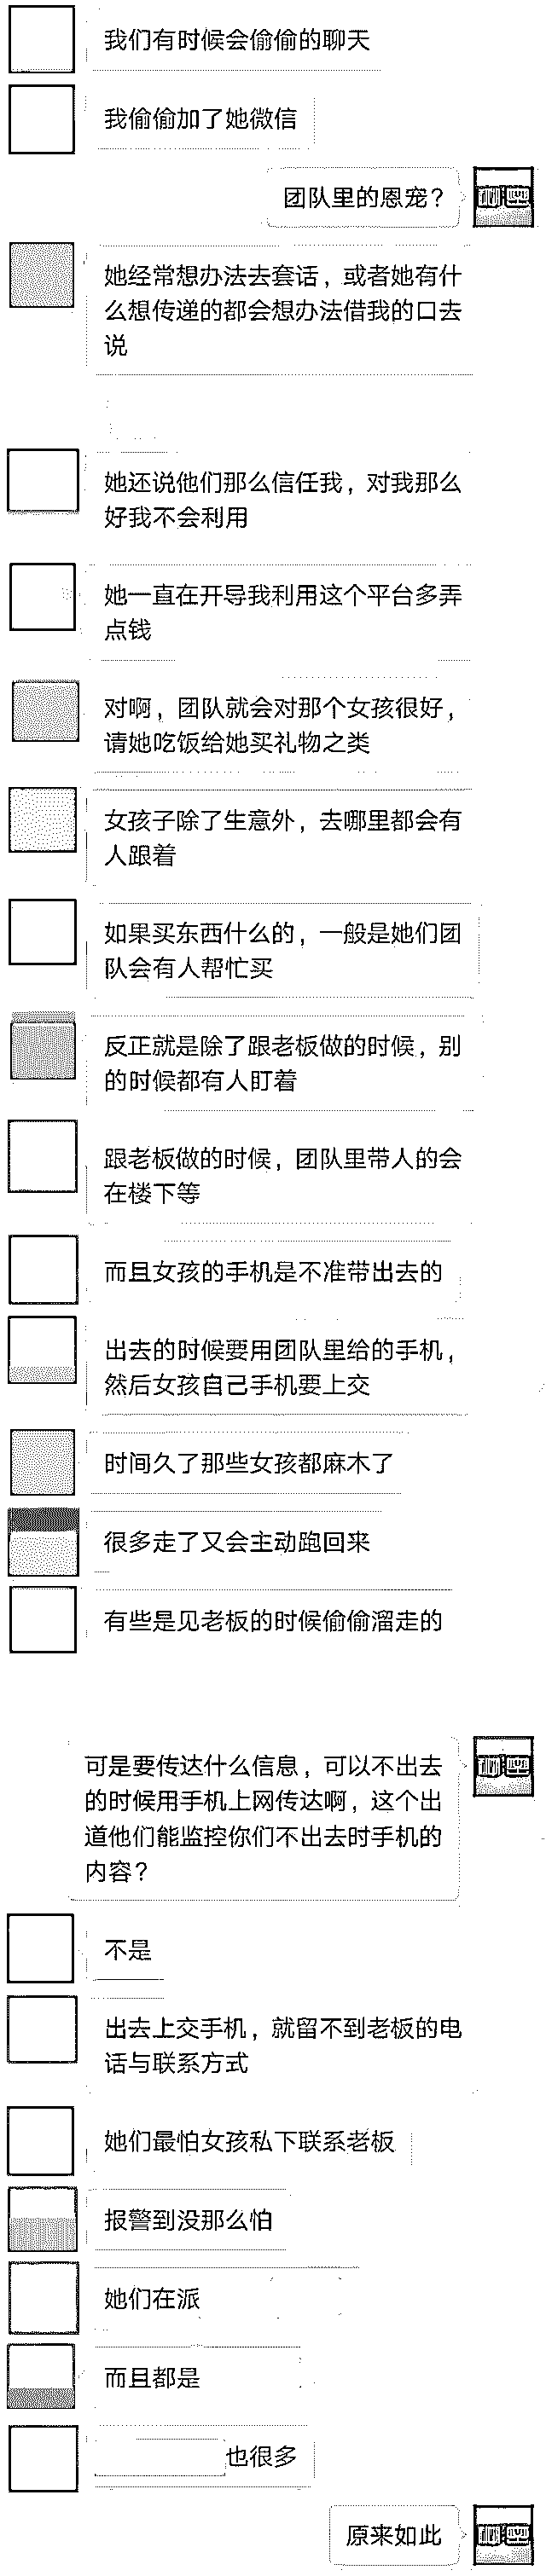 我们有时候会偷偷的聊天
我偷偷加了她微信
团队里的恩宠？
她经常想办法去套话，或者她有什
么想传递的都会想办法借我的口去
说
她还说他们那么信任我，对我那么
好我不会利用
她一直在开导我利用这个平台多弄
点钱
对啊，团队就会对那个女孩很好，
请她吃饭给她买礼物之类
女孩子除了生意外，去哪里都会有
人跟着
如果买东西什么的，一般是她们团
队会有人帮忙买
反正就是除了跟老板做的时候，别
的时候都有人盯着
跟老板做的时候，团队里带人的会
在楼下等
而且女孩的手机是不准带出去的
出去的时候要用团队里给的手机，
然后女孩自己手机要上交
时间久了那些女孩都麻木了
很多走了又会主动跑回来
有些是见老板的时候偷偷溜走的
可是要传达什么信息，可以不出去
的时候用手机上网传达啊，这个出
道他们能监控你们不出去时手机的
内容？
不是
出去上交手机，就留不到老板的电
话与联系方式
她们最怕女孩私下联系老板
报警到没那么怕
她们在派
而且都是
也很多
原来如此